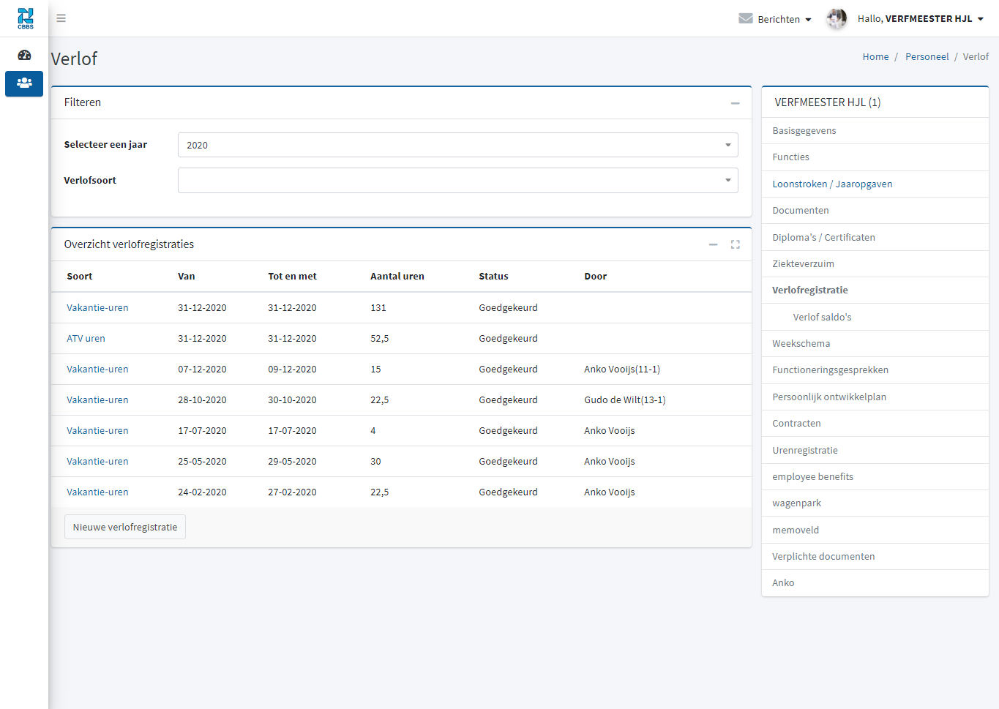 CBBS
Berichten
Hallo, VERFMEESTER HJL
Verlof
Home / Personeel / Verlof
Filteren
Selecteer een jaar
2020
Verlofsoort
Overzicht verlofregistraties
Soort Van Tot en met Aantal uren Status Door
Vakantie-uren 31-12-2020 31-12-2020 131 Goedgekeurd
ATV uren 31-12-2020 31-12-2020 52,5 Goedgekeurd
Vakantie-uren 07-12-2020 09-12-2020 15 Goedgekeurd Anko Vooijs(11-1)
Vakantie-uren 28-10-2020 30-10-2020 22,5 Goedgekeurd Gudo de Wilt(13-1)
Vakantie-uren 17-07-2020 17-07-2020 4 Goedgekeurd Anko Vooijs
Vakantie-uren 25-05-2020 29-05-2020 30 Goedgekeurd Anko Vooijs
Vakantie-uren 24-02-2020 27-02-2020 22,5 Goedgekeurd Anko Vooijs
Nieuwe verlofregistratie
VERFMEESTER HJL (1)
Basisgegevens
Functies
Loonstroken / Jaaropgaven
Documenten
Diploma's / Certificaten
Ziekteverzuim
Verlofregistratie
Verlof saldo's
Weekschema
Functioneringsgesprekken
Persoonlijk ontwikkelplan
Contracten
Urenregistratie
employee benefits
wagenpark
memoveld
Verplichte documenten
Anko